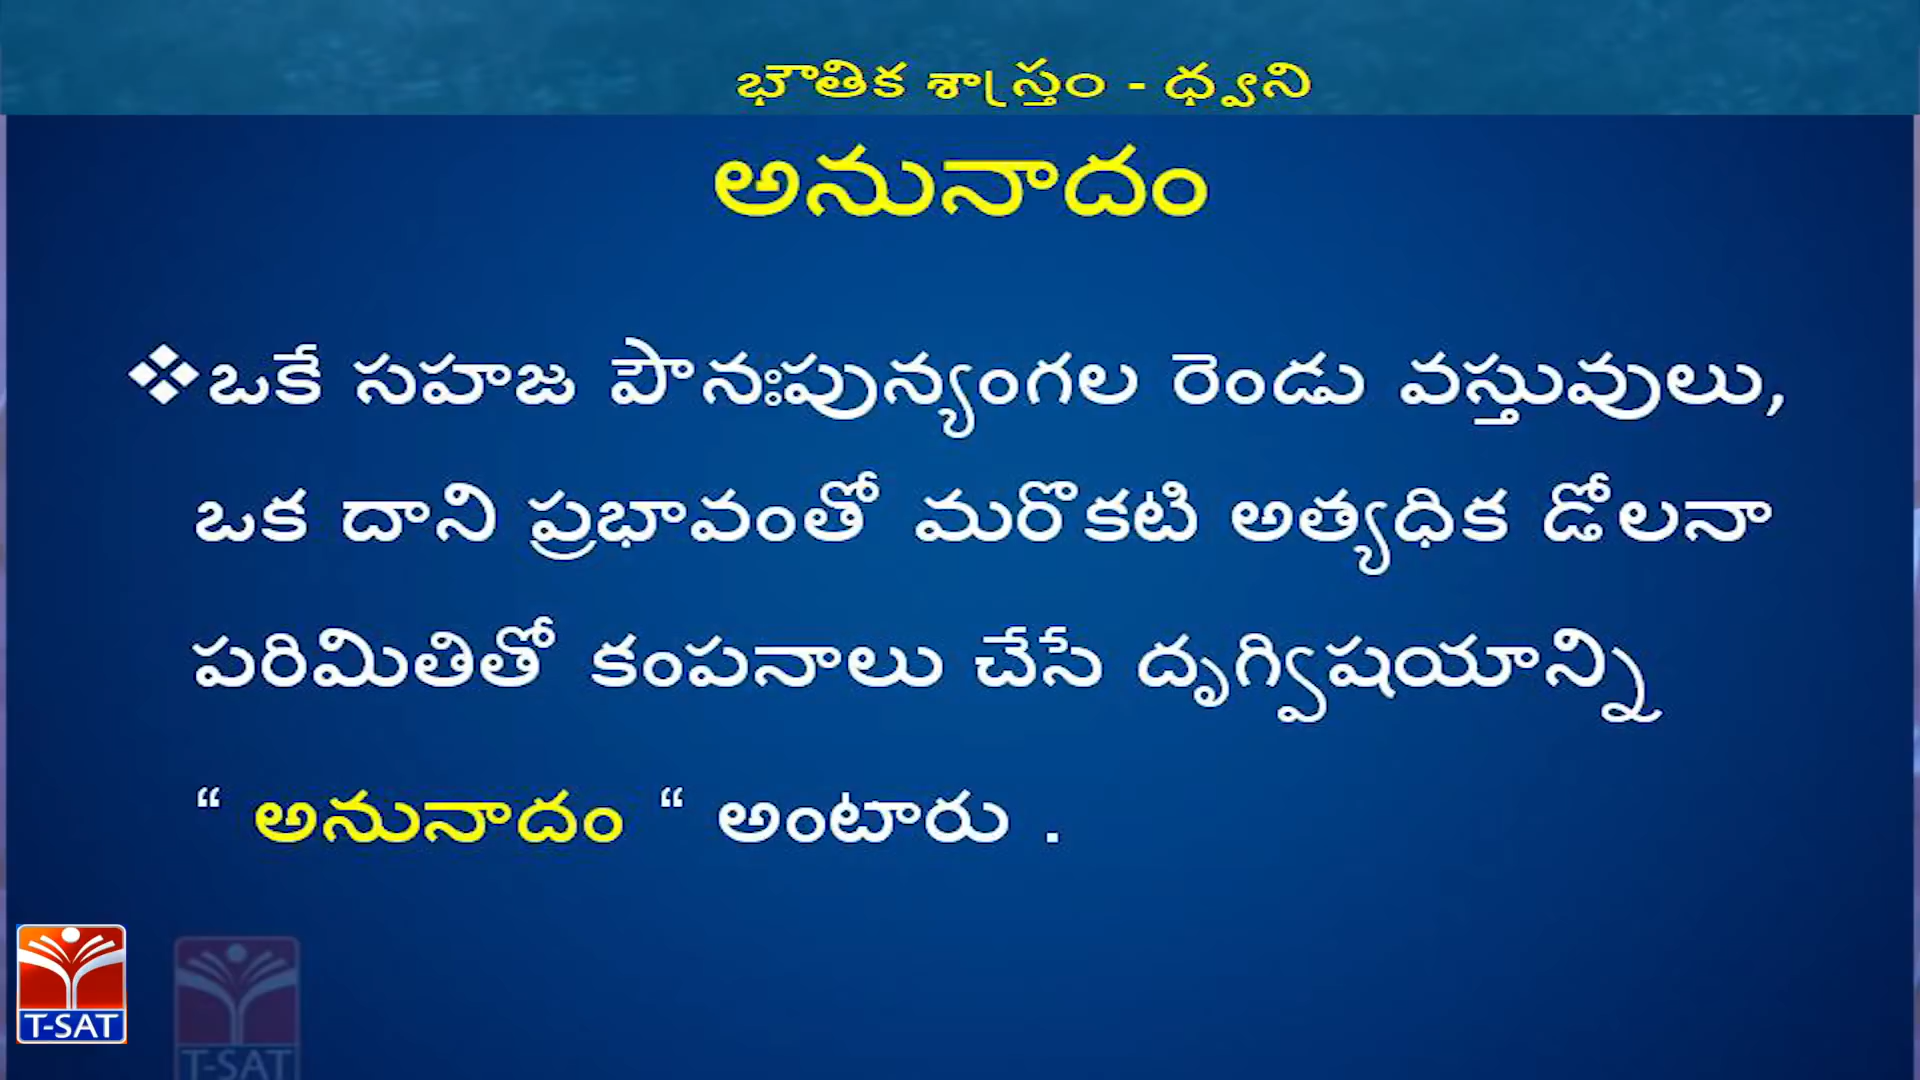 భౌతిక శాస్త్రం - ధ్వని
అనునాదం
❖ఒకే సహజ పౌనఃపున్యంగల రెండు వస్తువులు,
ఒక దాని ప్రభావంతో మరొకటి అత్యధిక డోలనా
పరిమితితో కంపనాలు చేసే దృగ్విషయాన్ని
“ అనునాదం “ అంటారు .
T-SAT
T-SAT